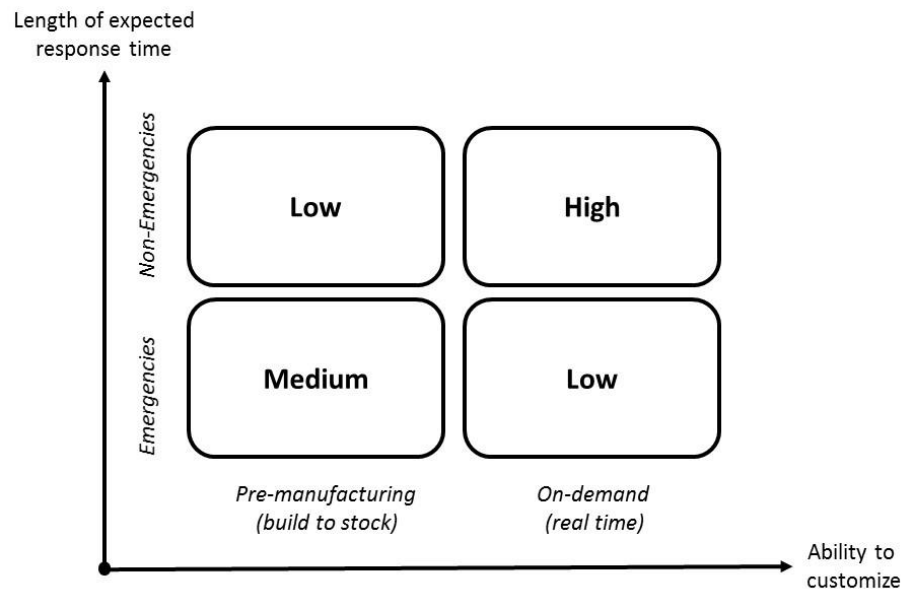 Length of expected
response time
Non-Emergencies
Low
High
Emergencies
Medium
Low
Pre-manufacturing
(build to stock)
On-demand
(real time)
Ability to
customize